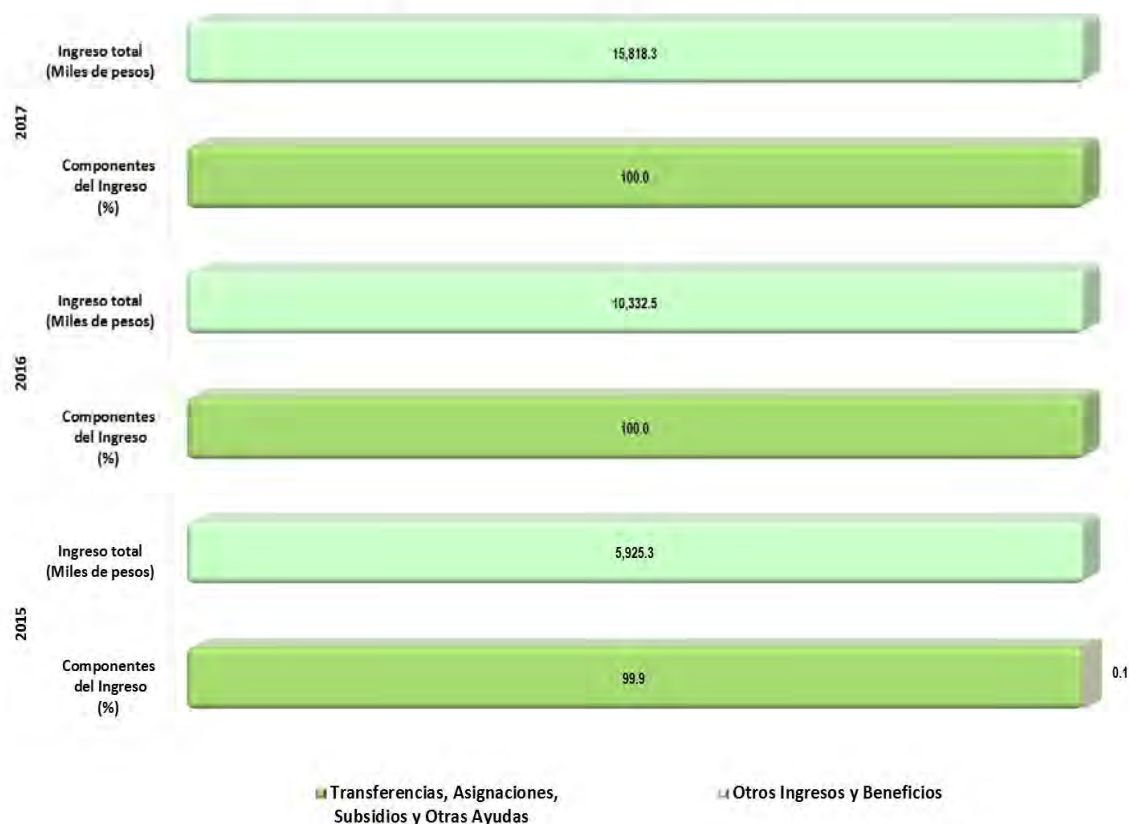 2017
Ingreso total
(Miles de pesos)
15,818.3
Componentes
del Ingreso
(%)
100.0
2016
Ingreso total
(Miles de pesos)
10,332.5
Componentes
del Ingreso
(%)
100.0
2015
Ingreso total
(Miles de pesos)
5,925.3
Componentes
del Ingreso
(%)
99.9
0.1
Transferencias, Asignaciones,
Subsidios y Otras Ayudas
Otros Ingresos y Beneficios